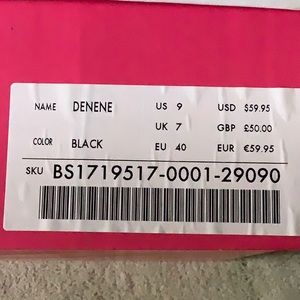 NAME DENENE US 9 USD $59.95
UK 7 GBP £50.00
COLOR BLACK EU 40 EUR €59.95
SKU BS1719517-0001-29090